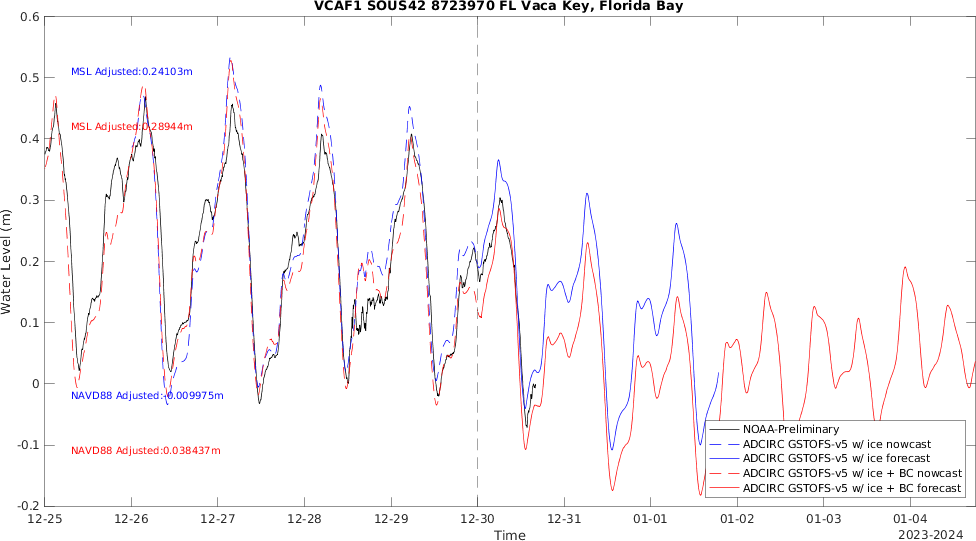 VCAF1 SOUS42 8723970 FL Vaca Key, Florida Bay
Water Level (m)
0.6
0.5
0.4
0.3
0.2
0.1
0
-0.1
-0.2
MSL Adjusted:0.24103m
MSL Adjusted:0.28944m
NAVD88 Adjusted:-0.009975m
NAVD88 Adjusted:0.038437m
NOAA-Preliminary
ADCIRC GSTOFS-v5 w/ ice nowcast
ADCIRC GSTOFS-v5 w/ ice forecast
ADCIRC GSTOFS-v5 w/ ice + BC nowcast
ADCIRC GSTOFS-v5 w/ ice + BC forecast
12-25 12-26 12-27 12-28 12-29 12-30 12-31 01-01 01-02 01-03 01-04
Time
2023-2024